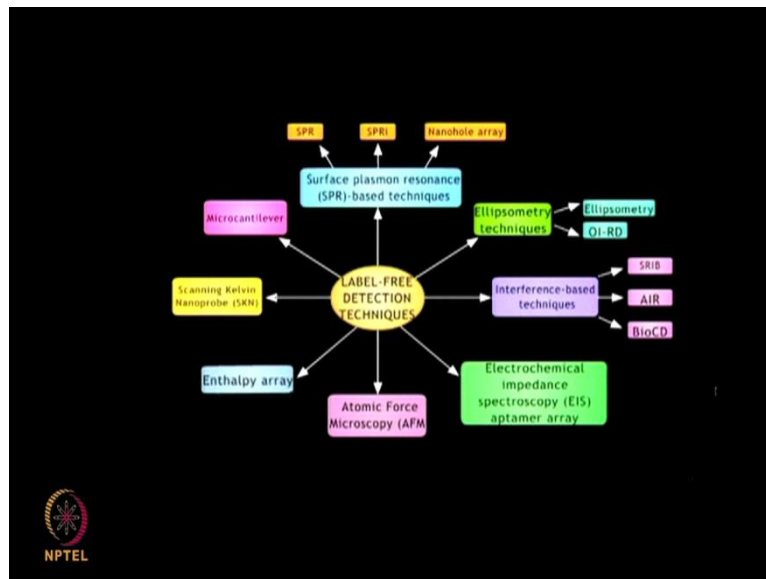 SPR
SPRi
Nanohole array
Surface plasmon resonance
(SPR)-based techniques
Microcantilever
Ellipsometry
techniques
Ellipsometry
OI-RD
Scanning Kelvin
Nanoprobe (SKN)
LABEL-FREE
DETECTION
TECHNIQUES
Interference-based
techniques
SRIB
AIR
BioCD
Enthalpy array
Atomic Force
Microscopy (AFM
Electrochemical
impedance
spectroscopy (EIS)
aptamer array
NPTEL